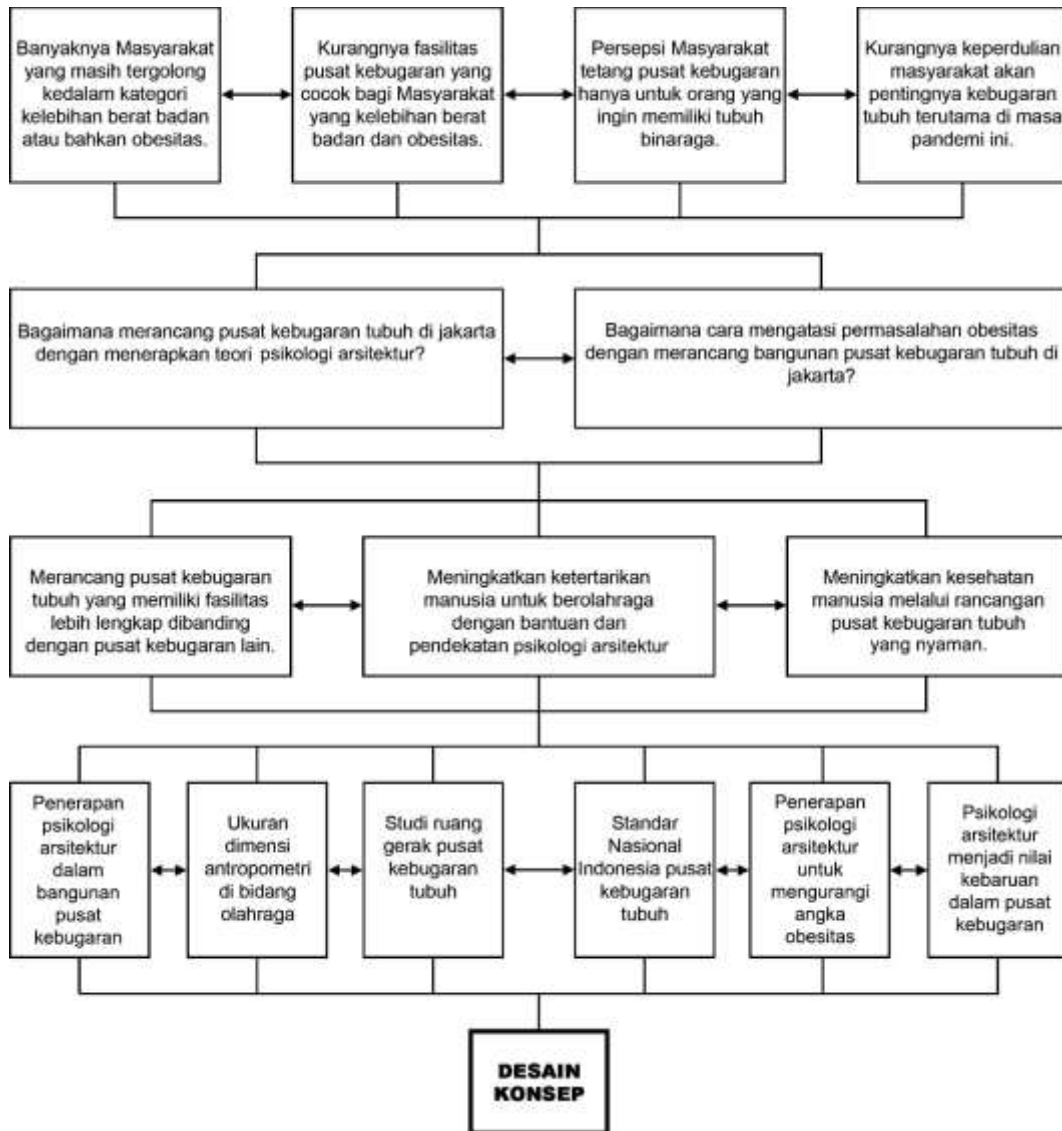 Banyaknya Masyarakat
yang masih tergolong
kedalam kategori
kelebihan berat badan
atau bahkan obesitas.
Kurangnya fasilitas
pusat kebugaran yang
cocok bagi Masyarakat
yang kelebihan berat
badan dan obesitas.
Persepsi Masyarakat
tetang pusat kebugaran
hanya untuk orang yang
ingin memiliki tubuh
binaraga.
Kurangnya keperdulian
masyarakat akan
pentingnya kebugaran
tubuh terutama di masa
pandemi ini.
Bagaimana merancang pusat kebugaran tubuh di jakarta
dengan menerapkan teori psikologi arsitektur?
Bagaimana cara mengatasi permasalahan obesitas
dengan merancang bangunan pusat kebugaran tubuh di
jakarta?
Merancang pusat kebugaran
tubuh yang memiliki fasilitas
lebih lengkap dibanding
dengan pusat kebugaran lain.
Meningkatkan ketertarikan
manusia untuk berolahraga
dengan bantuan dan
pendekatan psikologi arsitektur
Meningkatkan kesehatan
manusia melalui rancangan
pusat kebugaran tubuh
yang nyaman.
Penerapan
psikologi
arsitektur
dalam
bangunan
pusat
kebugaran
Ukuran
dimensi
antropometri
di bidang
olahraga
Studi ruang
gerak pusat
kebugaran
tubuh
Standar
Nasional
Indonesia pusat
kebugaran
tubuh
Penerapan
psikologi
arsitektur
untuk
mengurangi
angka
obesitas
Psikologi
arsitektur
menjadi nilai
kebaruan
dalam pusat
kebugaran
DESAIN
KONSEP